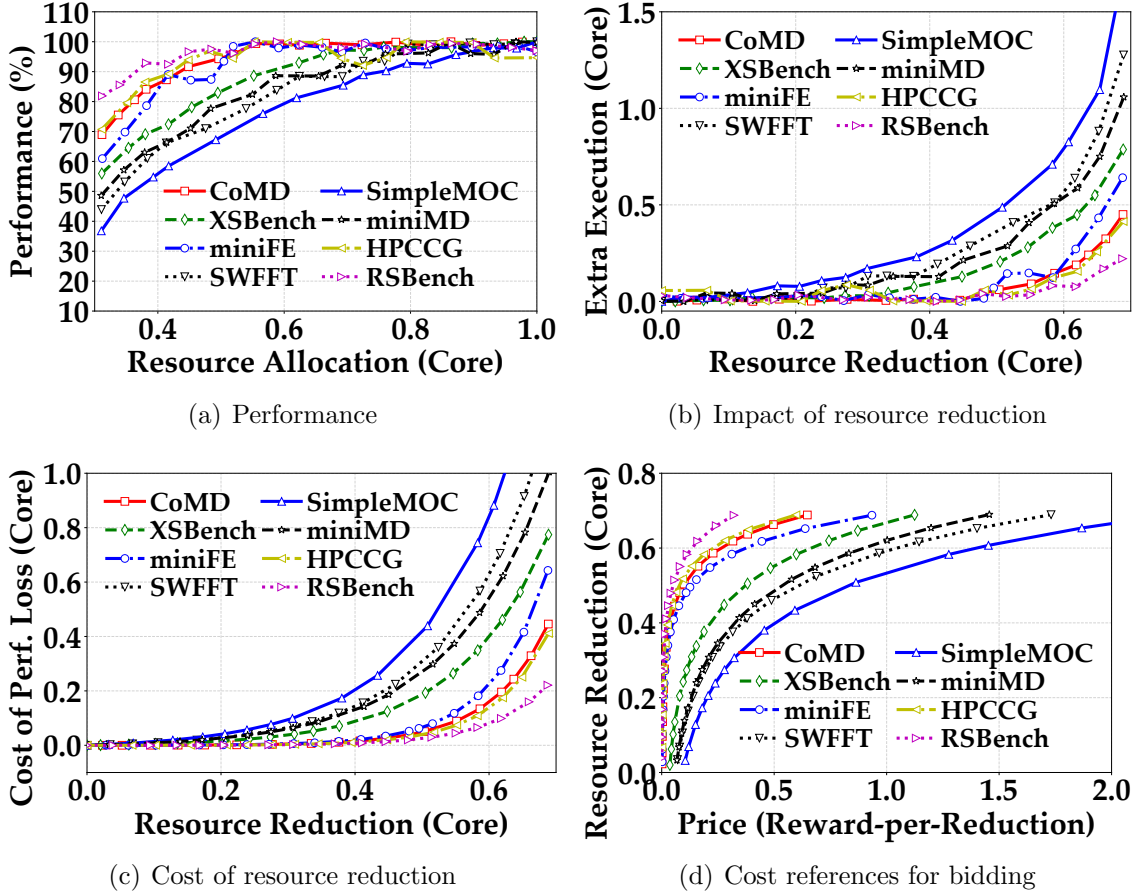 100
90
80
70
60
50
40
30
20
10
0.4 0.6 0.8 1.0
Performance (%)
Resource Allocation (Core)
CoMD SimpleMOC
XSBench miniMD
miniFE HPCCG
SWFFT RSBench
(a) Performance
1.5
1.0
0.5
0.0
0.0 0.2 0.4 0.6
Extra Execution (Core)
Resource Reduction (Core)
CoMD SimpleMOC
XSBench miniMD
miniFE HPCCG
SWFFT RSBench
(b) Impact of resource reduction
1.0
0.8
0.6
0.4
0.2
0.0
0.0 0.2 0.4 0.6
Cost of Perf. Loss (Core)
Resource Reduction (Core)
CoMD SimpleMOC
XSBench miniMD
miniFE HPCCG
SWFFT RSBench
(c) Cost of resource reduction
0.8
0.6
0.4
0.2
0.0
0.0 0.5 1.0 1.5 2.0
Resource Reduction (Core)
Price (Reward-per-Reduction)
CoMD SimpleMOC
XSBench miniMD
miniFE HPCCG
SWFFT RSBench
(d) Cost references for bidding